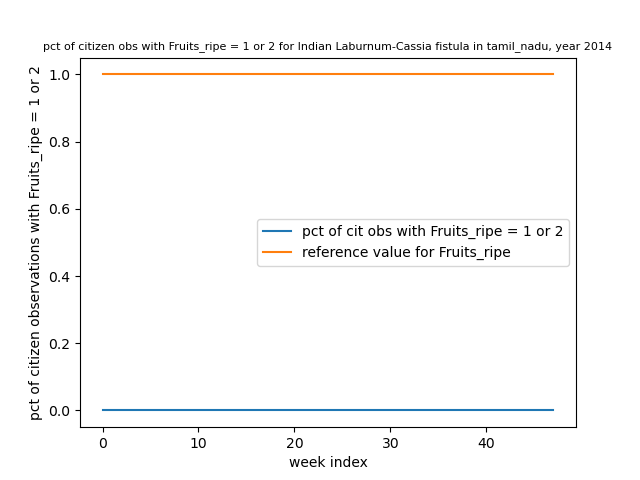 pct of citizen obs with Fruits_ripe = 1 or 2 for Indian Laburnum-Cassia fistula in tamil_nadu, year 2014
pct of citizen observations with Fruits_ripe = 1 or 2
1.0
0.8
0.6
0.4
0.2
0.0
pct of cit obs with Fruits_ripe = 1 or 2
reference value for Fruits_ripe
0 10 20 30 40
week index